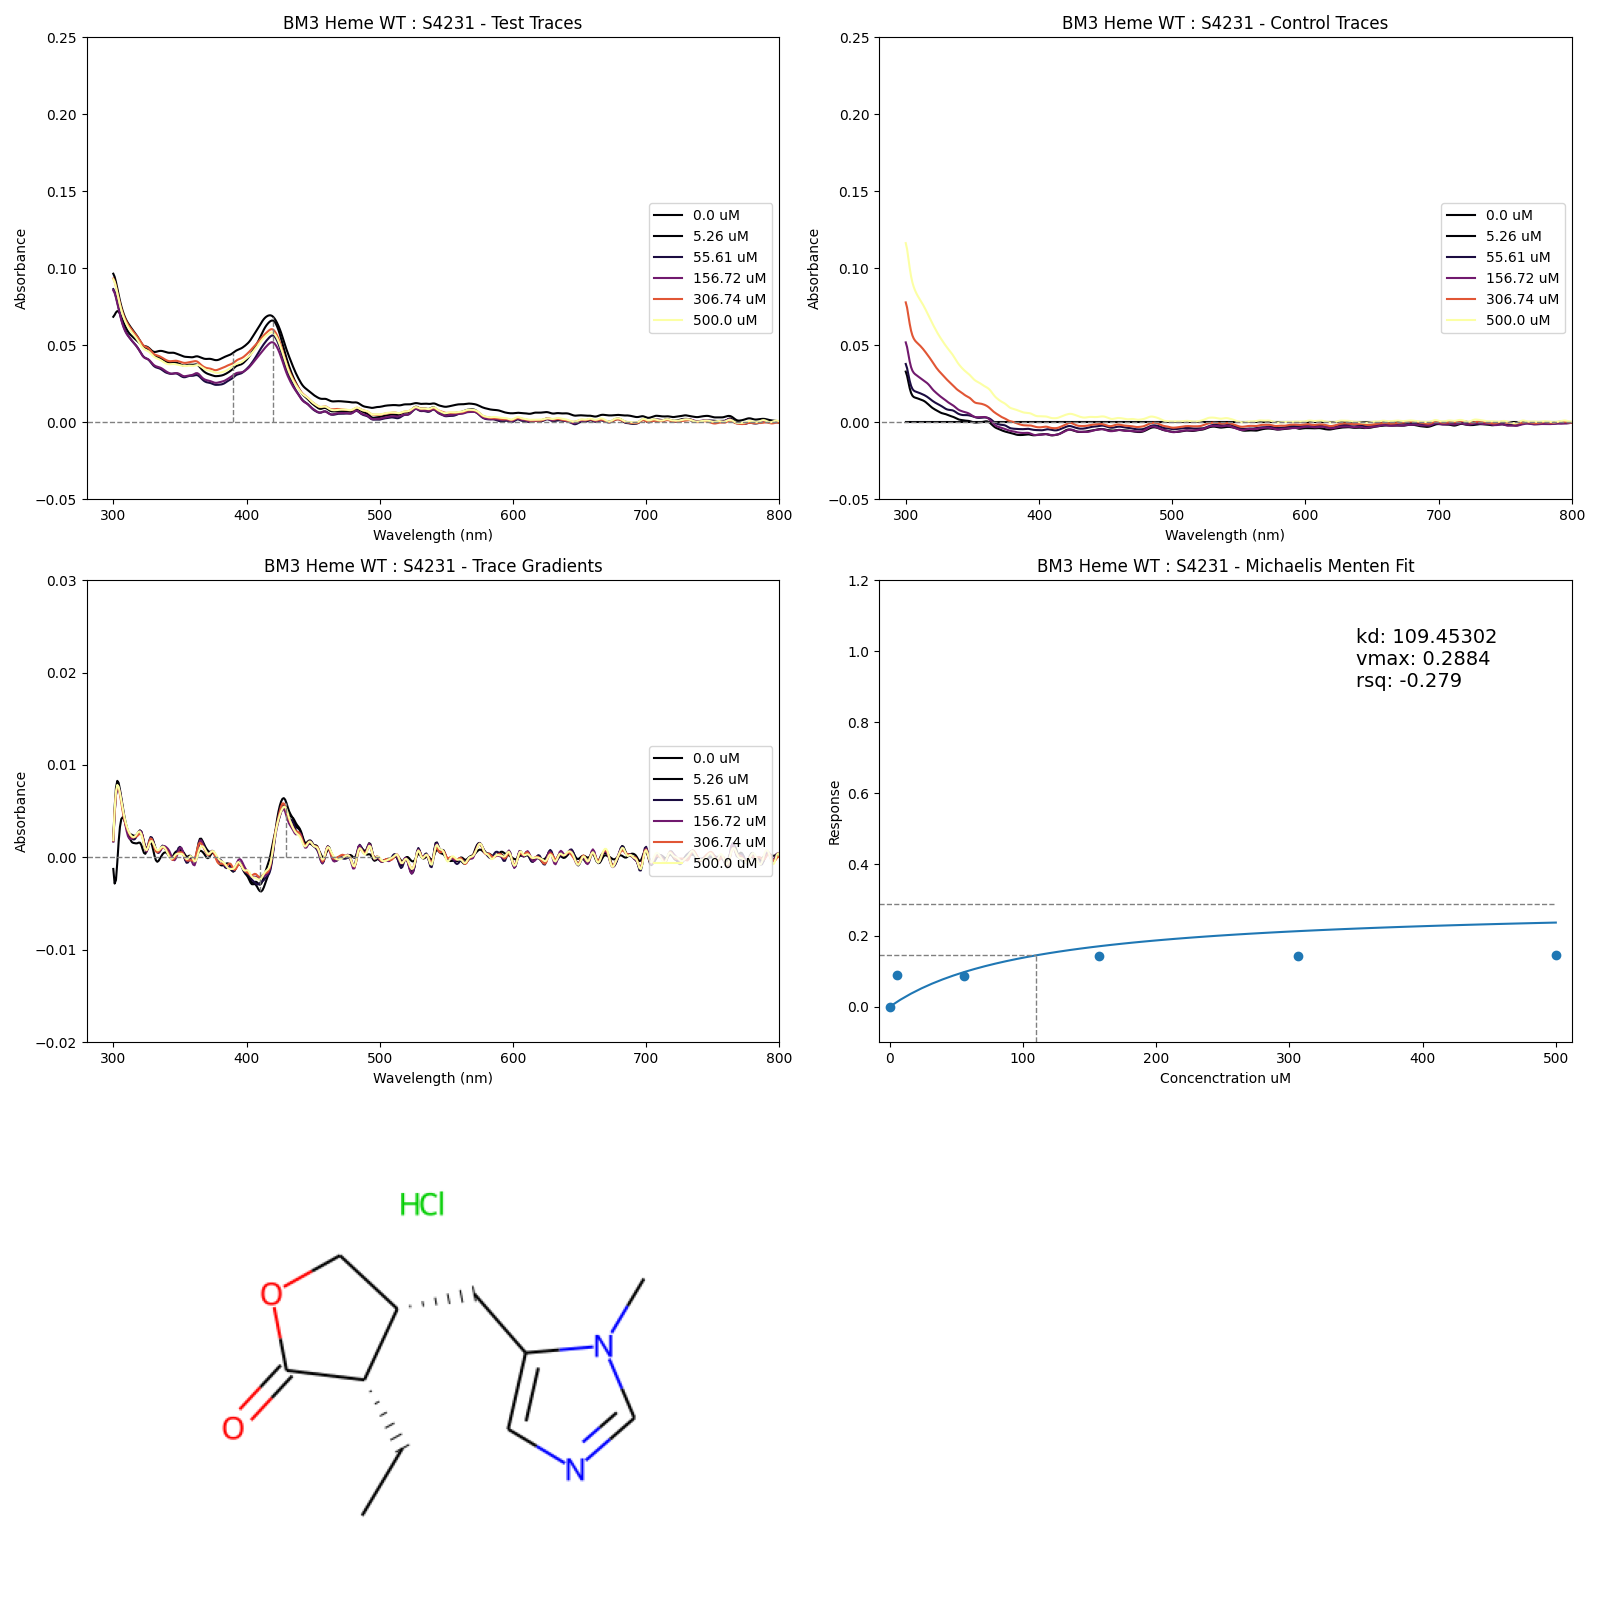 BM3 Heme WT : S4231 - Test Traces
0.25
0.20
0.15
0.10
0.05
0.00
−0.05
Absorbance
300
400
500
600
700
800
Wavelength (nm)
0.0 uM
5.26 uM
55.61 uM
156.72 uM
306.74 uM
500.0 uM
BM3 Heme WT : S4231 - Control Traces
0.25
0.20
0.15
0.10
0.05
0.00
−0.05
Absorbance
300
400
500
600
700
800
Wavelength (nm)
0.0 uM
5.26 uM
55.61 uM
156.72 uM
306.74 uM
500.0 uM
BM3 Heme WT : S4231 - Trace Gradients
0.03
0.02
0.01
0.00
−0.01
−0.02
Absorbance
300
400
500
600
700
800
Wavelength (nm)
0.0 uM
5.26 uM
55.61 uM
156.72 uM
306.74 uM
500.0 uM
BM3 Heme WT : S4231 - Michaelis Menten Fit
1.2
1.0
0.8
0.6
0.4
0.2
0.0
Response
0
100
200
300
400
500
Concenctration uM
kd: 109.45302
vmax: 0.2884
rsq: -0.279
HCl
O
O
N
N